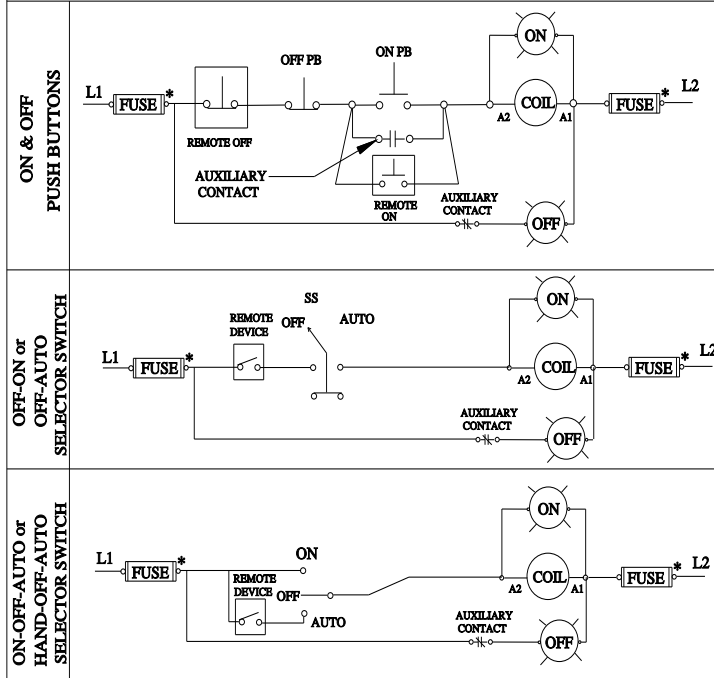 ON & OFF
PUSH BUTTONS
ON
OFF PB
ON PB
L1
FUSE
*
COIL
A2
A1
FUSE
*
L2
REMOTE OFF
AUXILIARY
CONTACT
REMOTE
ON
AUXILIARY
CONTACT
OFF
OFF-ON or
OFF-AUTO
SELECTOR SWITCH
SS
ON
REMOTE
DEVICE
OFF
AUTO
L1
FUSE
*
COIL
A2
A1
FUSE
*
L2
AUXILIARY
CONTACT
OFF
ON-OFF-AUTO or
HAND-OFF-AUTO
SELECTOR SWITCH
ON
L1
FUSE
*
ON
REMOTE
DEVICE
OFF
AUTO
COIL
A2
A1
FUSE
*
L2
AUXILIARY
CONTACT
OFF